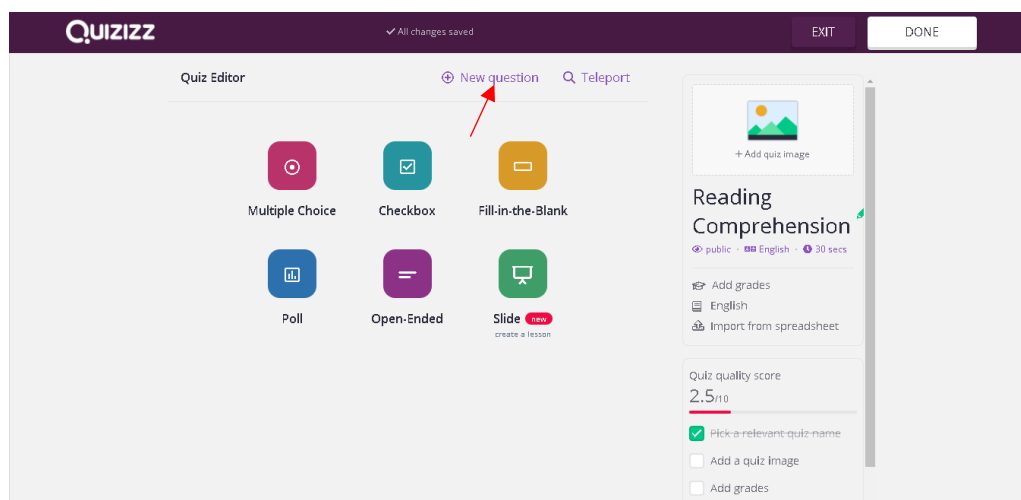 QUIZIZZ
All changes saved
EXIT
DONE
Quiz Editor
New question
Teleport
+ Add quiz image
Multiple Choice
Checkbox
Fill-in-the-Blank
Reading
Comprehension
public · English · 30 secs
Add grades
English
Import from spreadsheet
Poll
Open-Ended
Slide new
create a lesson
Quiz quality score
2.5/10
Pick a relevant quiz name
Add a quiz image
Add grades